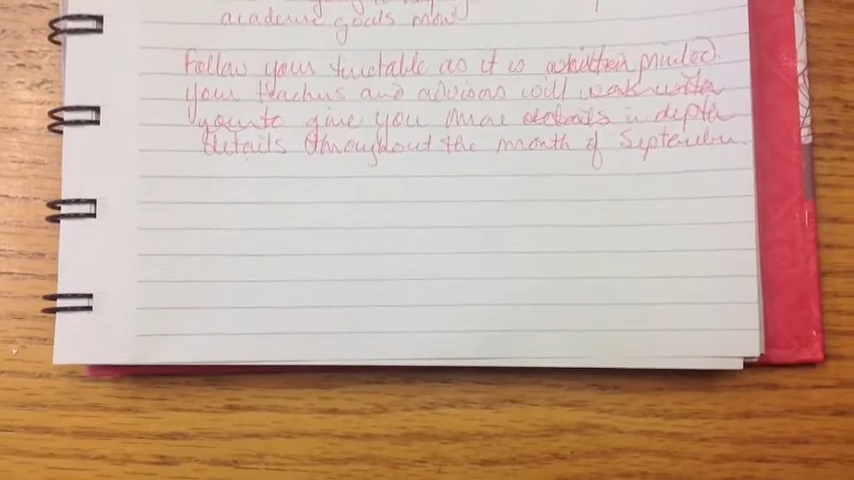 academic goals now
Follow your timetable as it is printed.
your teachers and advisors will work with
you to give you more details in depth
details throughout the month of September.